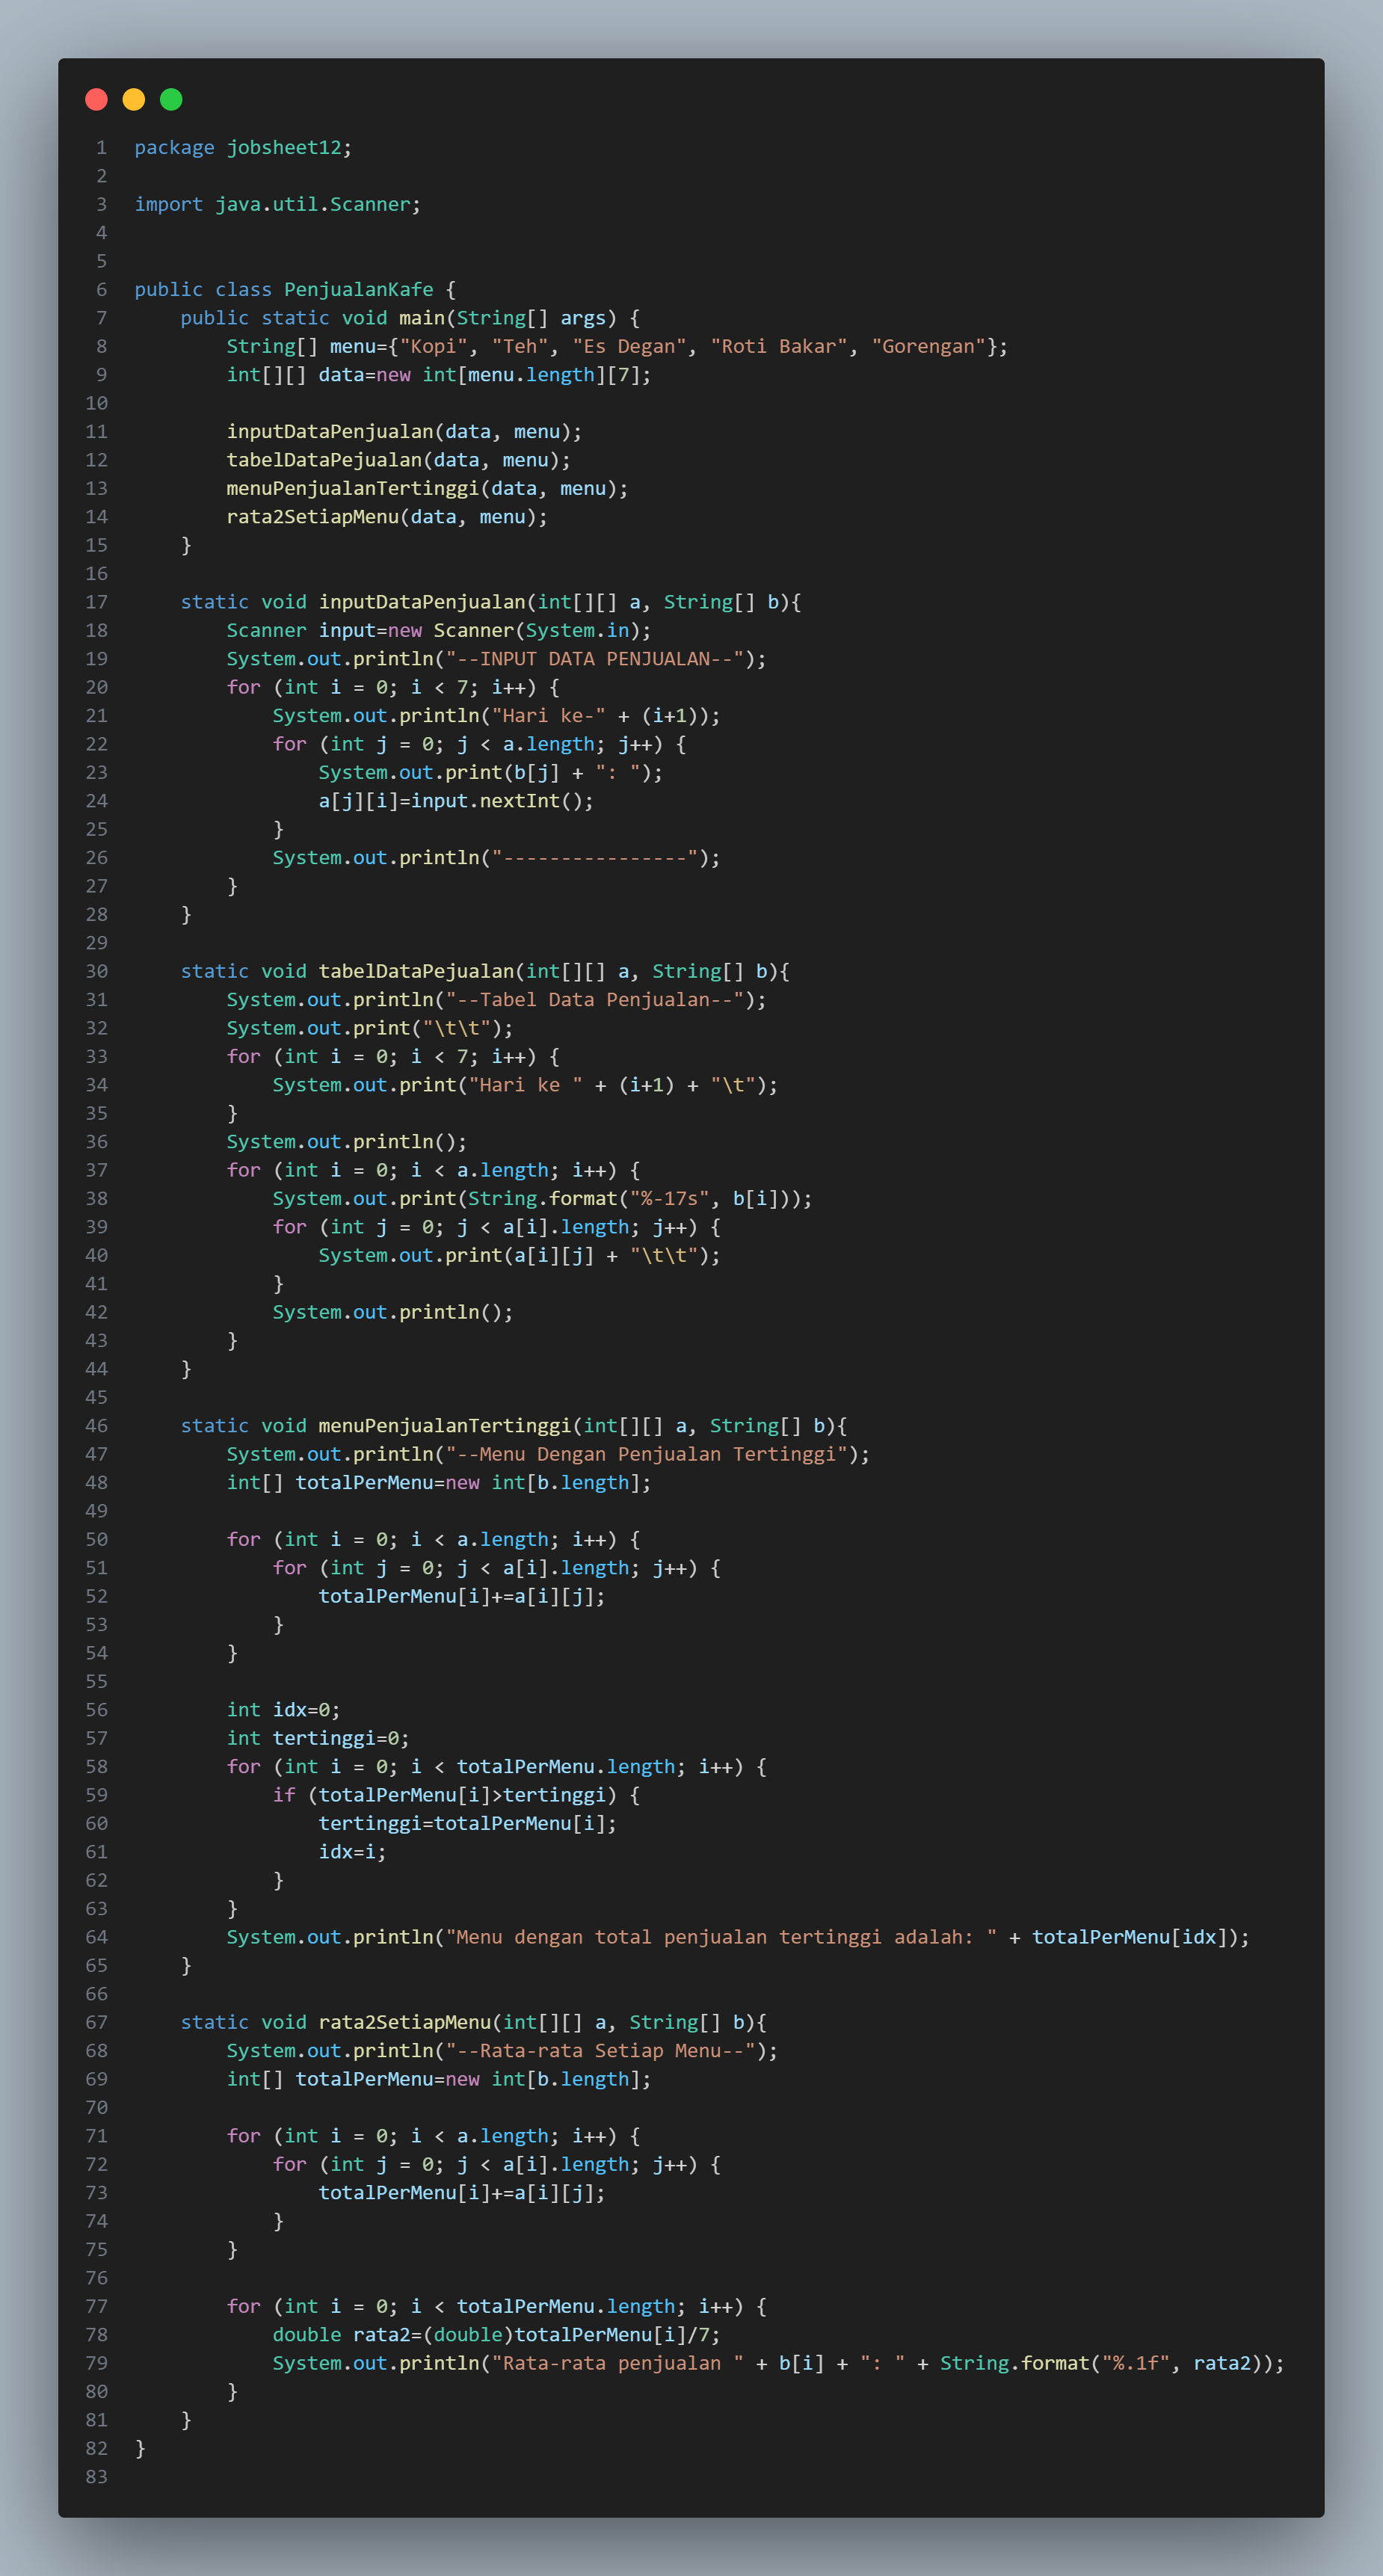 1 package jobsheet12;
2
3 import java.util.Scanner;
4
5
6 public class PenjualanKafe {
7     public static void main(String[] args) {
8         String[] menu={"Kopi", "Teh", "Es Degan", "Roti Bakar", "Gorengan"};
9         int[][] data=new int[menu.length][7];
10
11         inputDataPenjualan(data, menu);
12         tabelDataPejualan(data, menu);
13         menuPenjualanTertinggi(data, menu);
14         rata2SetiapMenu(data, menu);
15     }
16
17     static void inputDataPenjualan(int[][] a, String[] b){
18         Scanner input=new Scanner(System.in);
19         System.out.println("--INPUT DATA PENJUALAN--");
20         for (int i = 0; i < 7; i++) {
21             System.out.println("Hari ke-" + (i+1));
22             for (int j = 0; j < a.length; j++) {
23                 System.out.print(b[j] + ": ");
24                 a[j][i]=input.nextInt();
25             }
26             System.out.println("----------------");
27         }
28     }
29
30     static void tabelDataPejualan(int[][] a, String[] b){
31         System.out.println("--Tabel Data Penjualan--");
32         System.out.print("\t\t");
33         for (int i = 0; i < 7; i++) {
34             System.out.print("Hari ke " + (i+1) + "\t");
35         }
36         System.out.println();
37         for (int i = 0; i < a.length; i++) {
38             System.out.print(String.format("%-17s", b[i]));
39             for (int j = 0; j < a[i].length; j++) {
40                 System.out.print(a[i][j] + "\t\t");
41             }
42             System.out.println();
43         }
44     }
45
46     static void menuPenjualanTertinggi(int[][] a, String[] b){
47         System.out.println("--Menu Dengan Penjualan Tertinggi");
48         int[] totalPerMenu=new int[b.length];
49
50         for (int i = 0; i < a.length; i++) {
51             for (int j = 0; j < a[i].length; j++) {
52                 totalPerMenu[i]+=a[i][j];
53             }
54         }
55
56         int idx=0;
57         int tertinggi=0;
58         for (int i = 0; i < totalPerMenu.length; i++) {
59             if (totalPerMenu[i]>tertinggi) {
60                 tertinggi=totalPerMenu[i];
61                 idx=i;
62             }
63         }
64         System.out.println("Menu dengan total penjualan tertinggi adalah: " + totalPerMenu[idx]);
65     }
66
67     static void rata2SetiapMenu(int[][] a, String[] b){
68         System.out.println("--Rata-rata Setiap Menu--");
69         int[] totalPerMenu=new int[b.length];
70
71         for (int i = 0; i < a.length; i++) {
72             for (int j = 0; j < a[i].length; j++) {
73                 totalPerMenu[i]+=a[i][j];
74             }
75         }
76
77         for (int i = 0; i < totalPerMenu.length; i++) {
78             double rata2=(double)totalPerMenu[i]/7;
79             System.out.println("Rata-rata penjualan " + b[i] + ": " + String.format("%.1f", rata2));
80         }
81     }
82 }
83